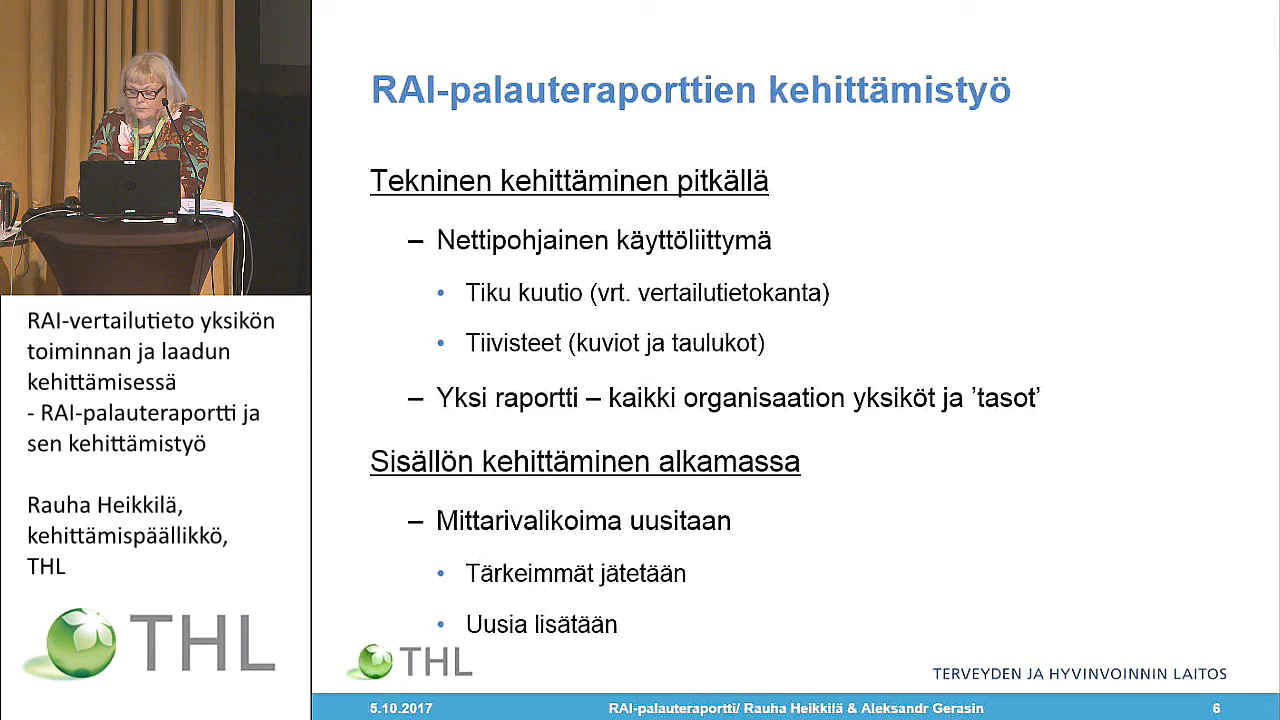 RAI-palauteraporttien kehittämistyö
Tekninen kehittäminen pitkällä
– Nettipohjainen käyttöliittymä
• Tiku kuutio (vrt. vertailutietokanta)
• Tiivisteet (kuviot ja taulukot)
– Yksi raportti – kaikki organisaation yksiköt ja ’tasot’
Sisällön kehittäminen alkamassa
– Mittarivalikoima uusitaan
• Tärkeimmät jätetään
• Uusia lisätään
THL
TERVEYDEN JA HYVINVOINNIN LAITOS
5.10.2017
RAI-palauteraportti/ Rauha Heikkilä & Aleksandr Gerasin
6
RAI-vertailutieto yksikön
toiminnan ja laadun
kehittämisessä
- RAI-palauteraportti ja
sen kehittämistyö
Rauha Heikkilä,
kehittämispäällikkö,
THL
THL